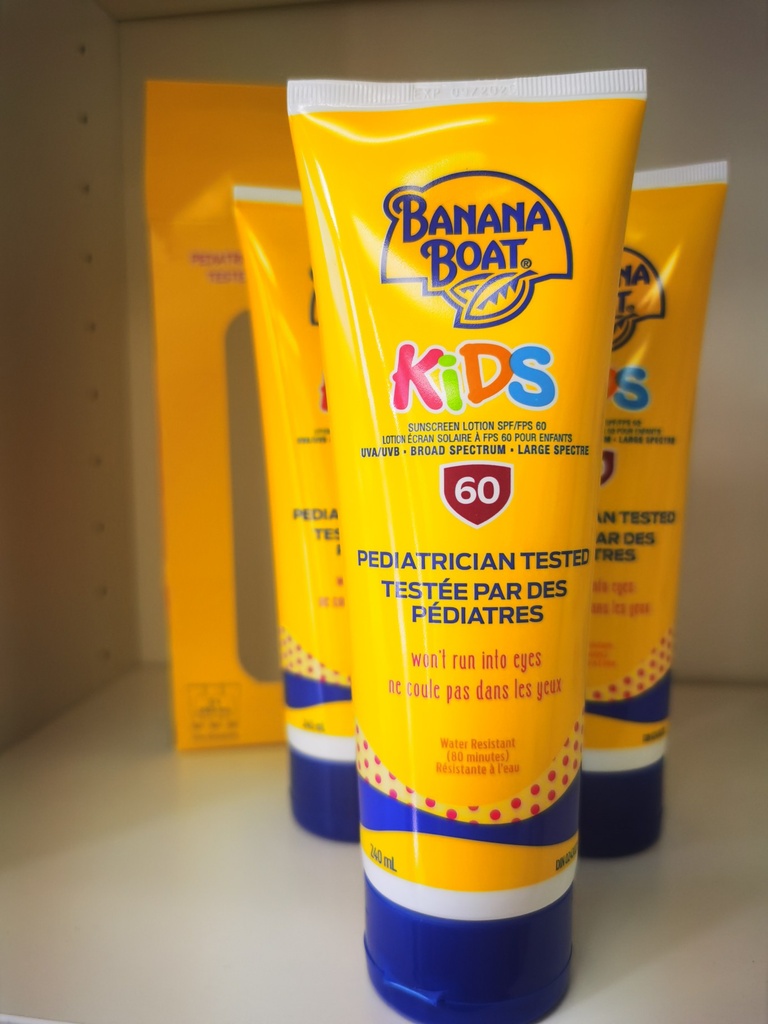 BANANA
BOAT®
KiDS
SUNSCREEN LOTION SPF/FPS 60
LOTION ÉCRAN SOLAIRE À FPS 60 POUR ENFANTS
UVA/UVB • BROAD SPECTRUM • LARGE SPECTRE
60
PEDIATRICIAN TESTED
TESTÉE PAR DES
PÉDIATRES
won't run into eyes
ne coule pas dans les yeux
Water Resistant
(80 minutes)
Résistante à l'eau
240 mL